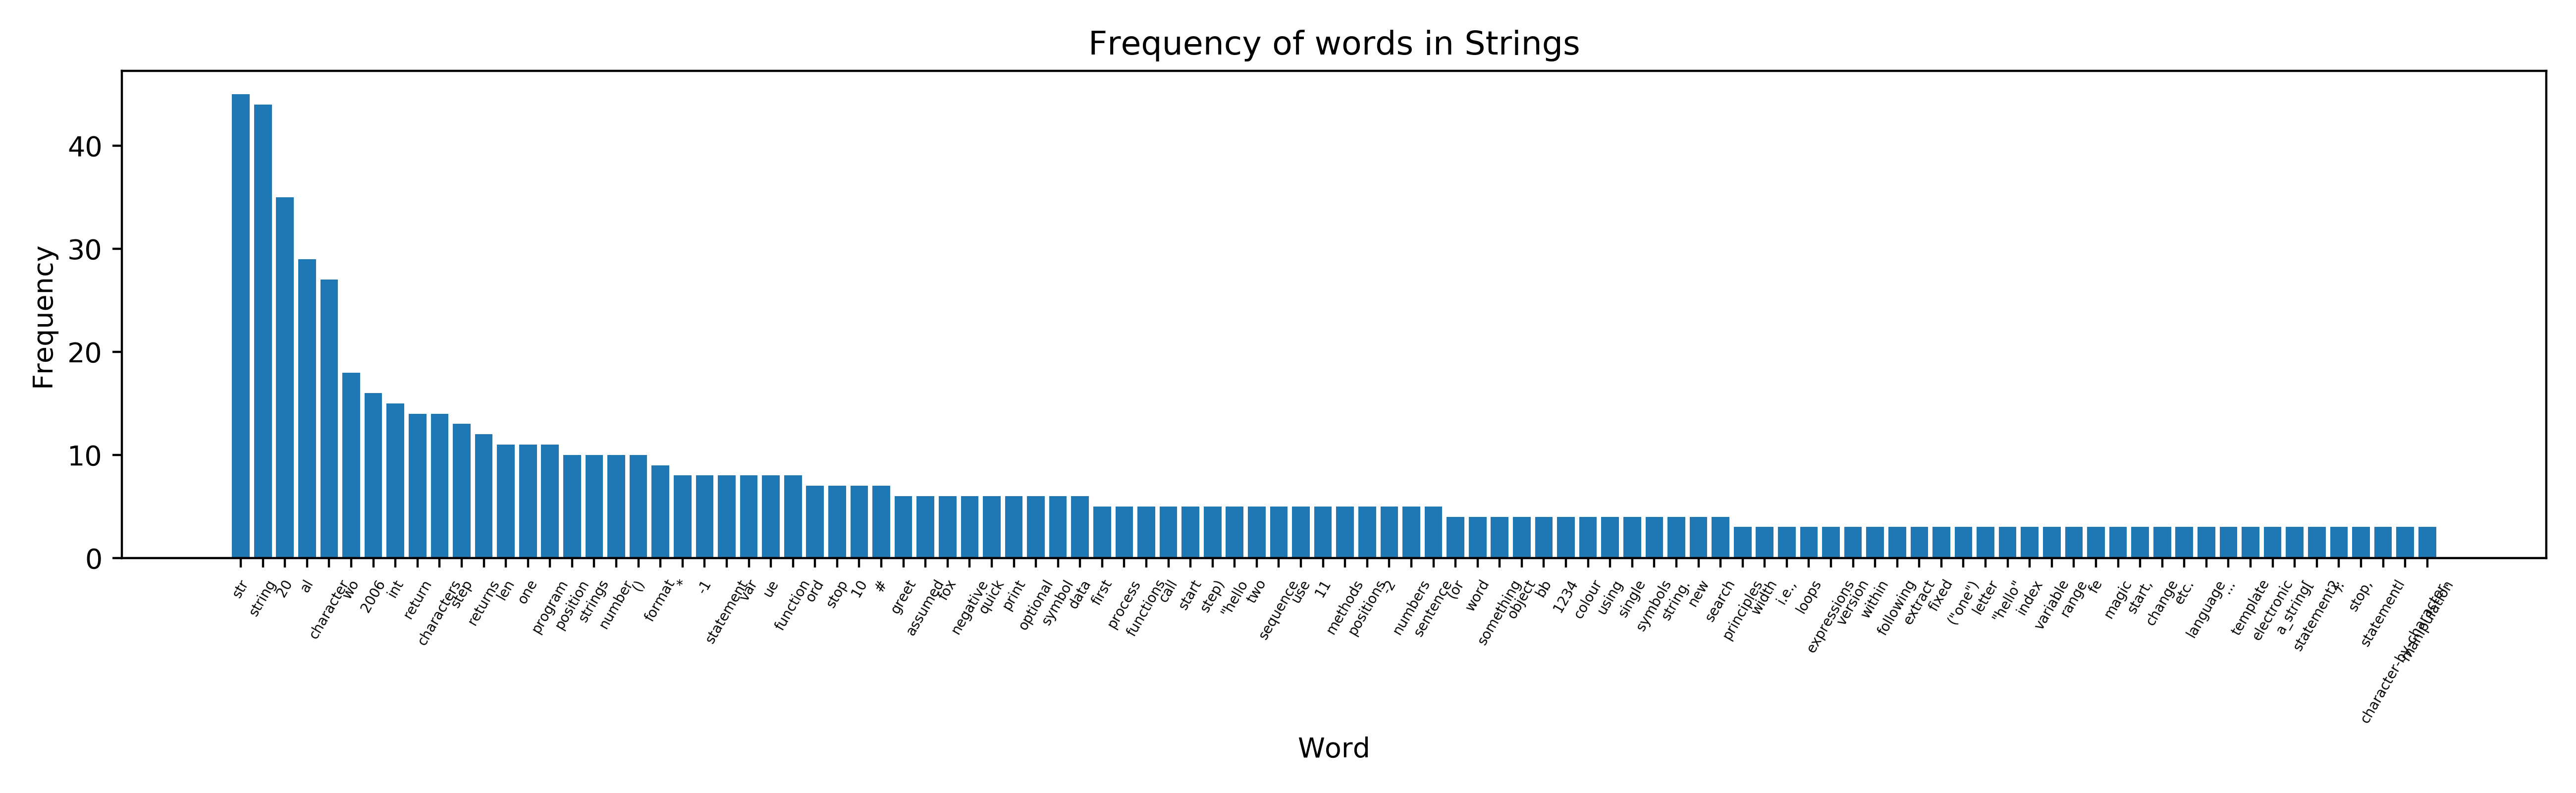 Frequency of words in Strings
Frequency
40
30
20
10
0
str
string
20
al
character
wo
2006
int
return
characters
step
returns
len
one
program
position
strings
number
()
format
*
-1
statement
var
ue
function
ord
stop
10
#
greet
assumed
fox
negative
quick
print
optional
symbol
data
first
process
functions
call
start
step)
"hello
two
sequence
use
11
methods
positions
-2
numbers
sentence
(or
word
something
object
bb
1234
colour
using
single
symbols
string.
new
search
principles
width
i.e.,
loops
expressions
version
within
following
extract
fixed
("one")
letter
"hello"
index
variable
range
fe
magic
start,
change
etc.
language
...
template
electronic
a_string[
statement2
stop,
statement1
manipulation
Word